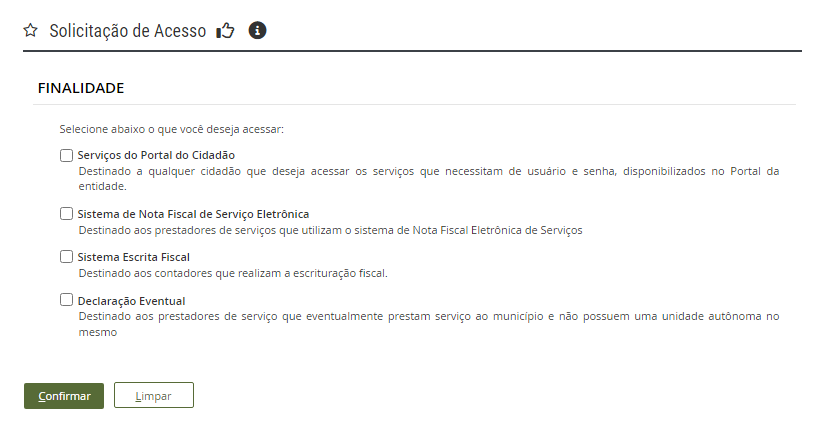 Solicitação de Acesso
FINALIDADE
Selecione abaixo o que você deseja acessar:
Serviços do Portal do Cidadão
Destinado a qualquer cidadão que deseja acessar os serviços que necessitam de usuário e senha, disponibilizados no Portal da
entidade.
Sistema de Nota Fiscal de Serviço Eletrônica
Destinado aos prestadores de serviços que utilizam o sistema de Nota Fiscal Eletrônica de Serviços
Sistema Escrita Fiscal
Destinado aos contadores que realizam a escrituração fiscal.
Declaração Eventual
Destinado aos prestadores de serviço que eventualmente prestam serviço ao município e não possuem uma unidade autônoma no
mesmo
Confirmar Limpar